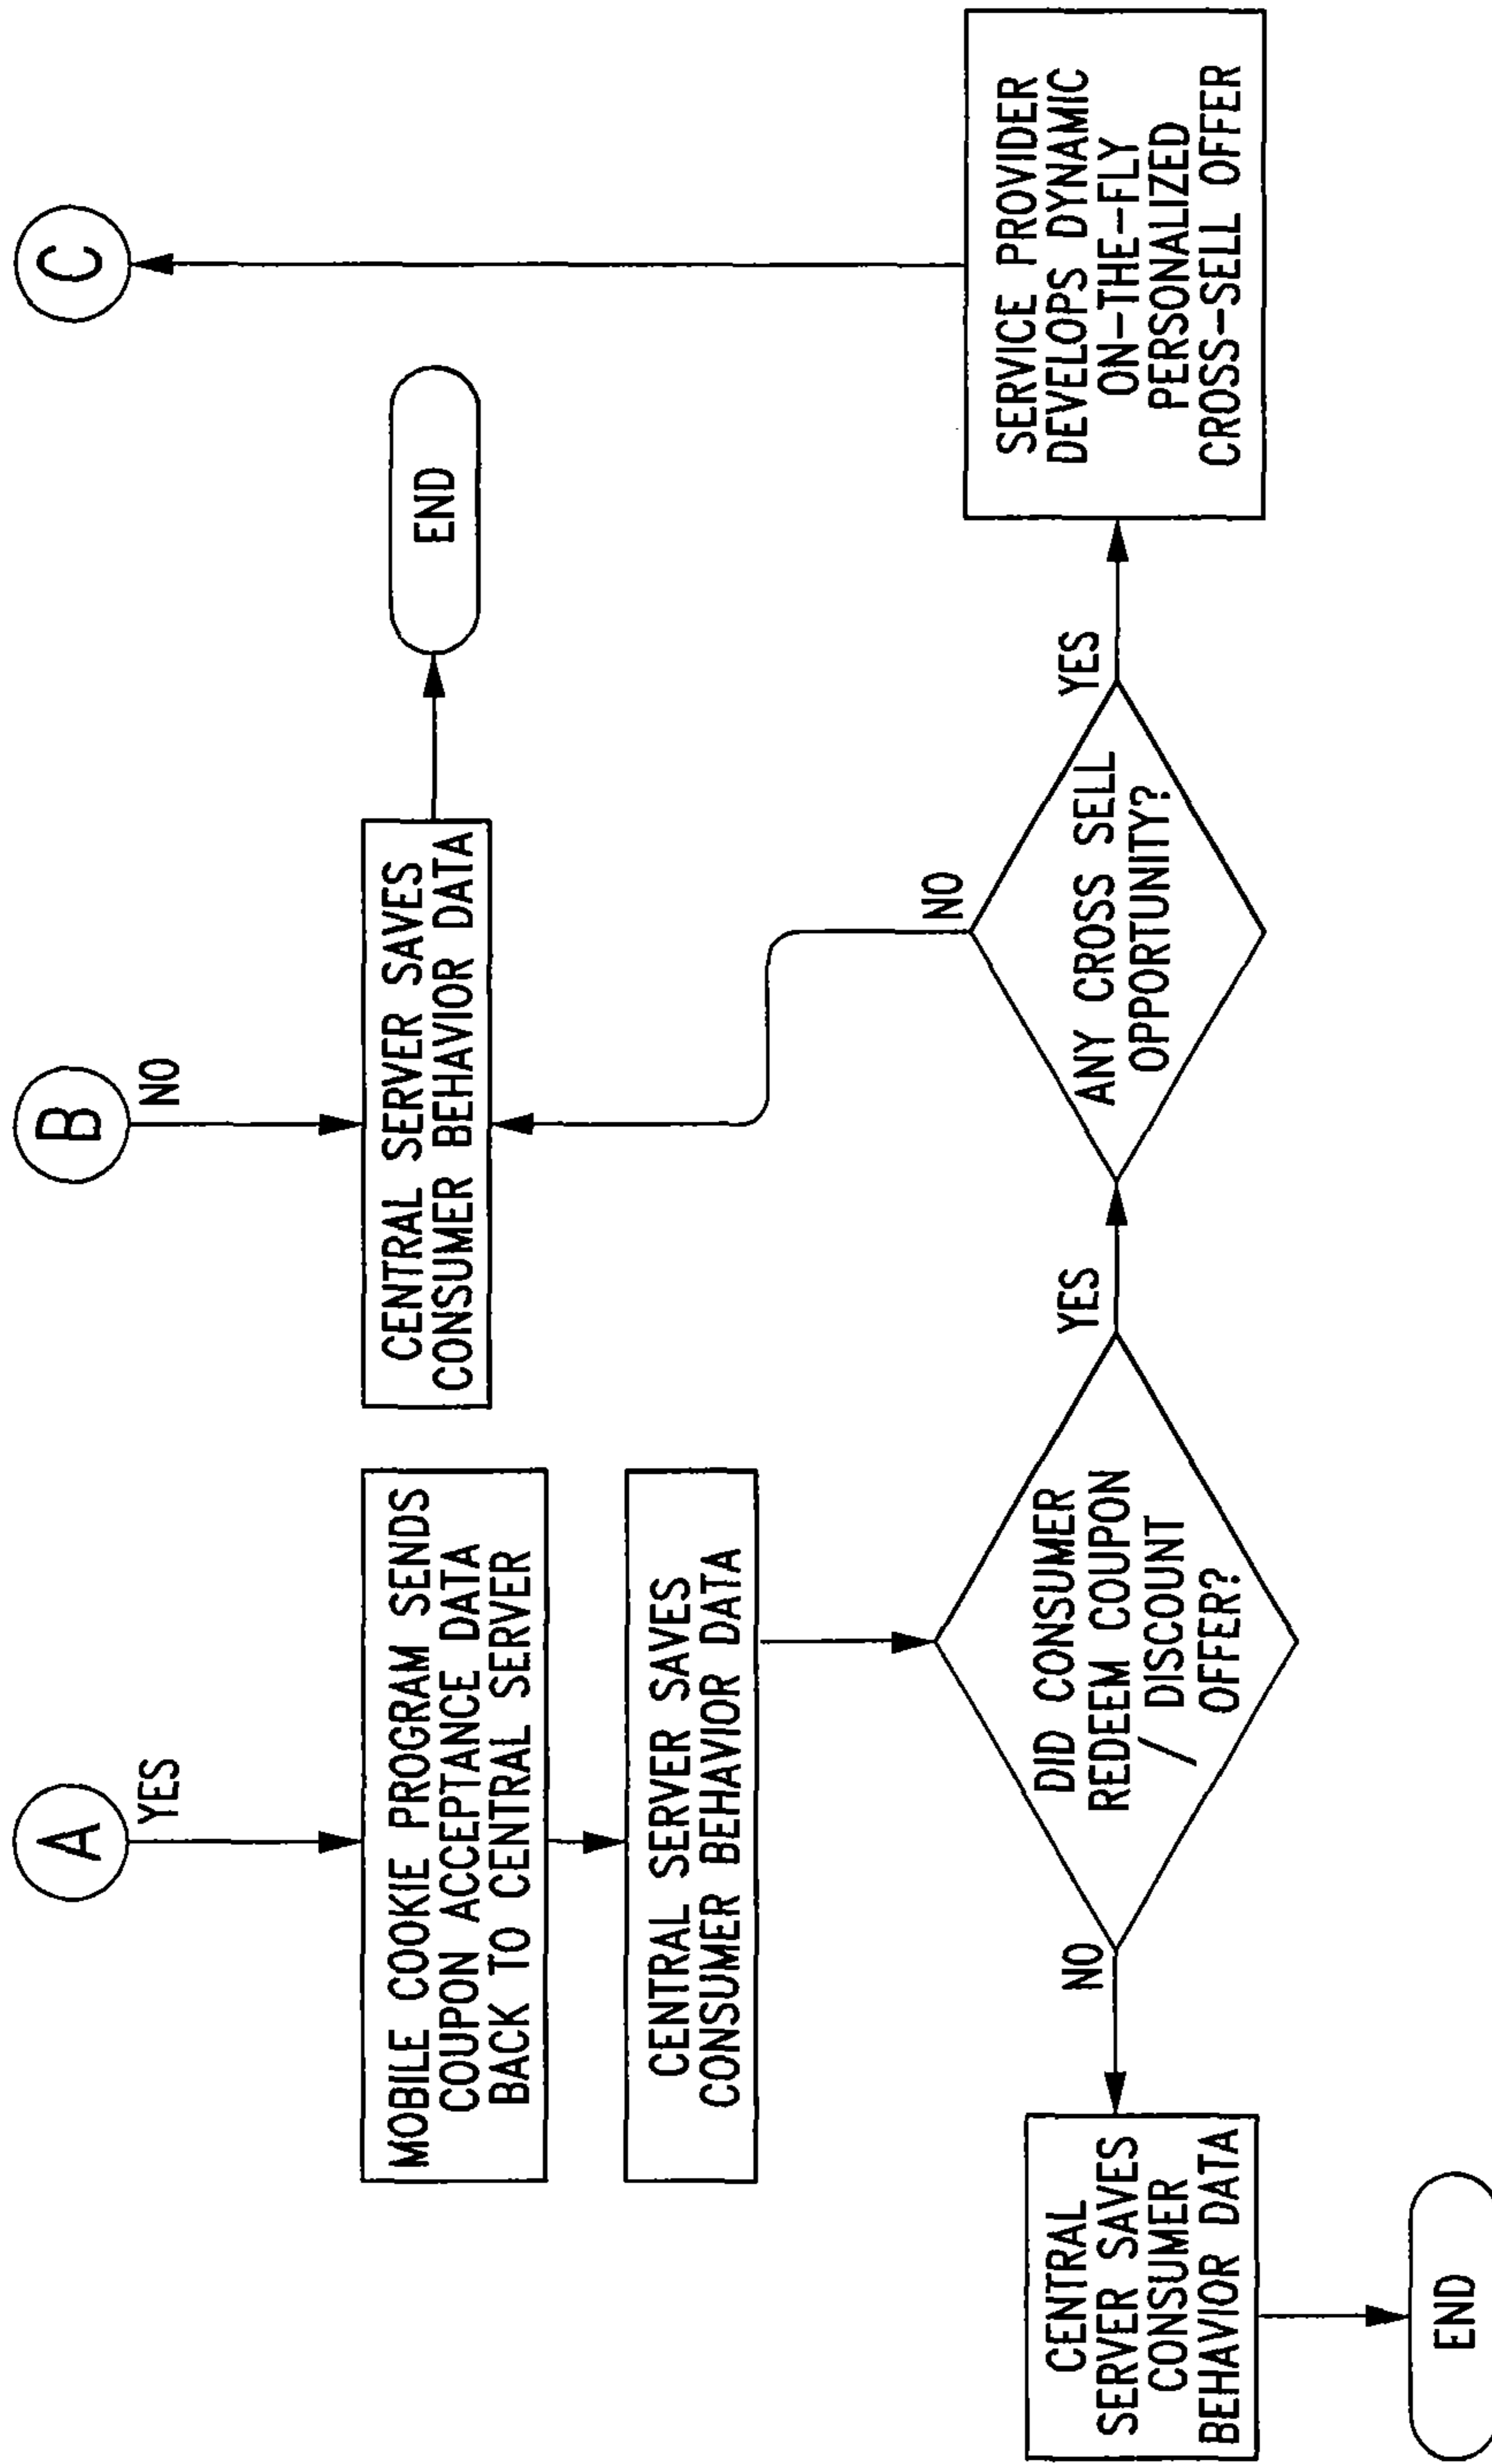 A
YES
MOBILE COOKIE PROGRAM SENDS
COUPON ACCEPTANCE DATA
BACK TO CENTRAL SERVER
CENTRAL SERVER SAVES
CONSUMER BEHAVIOR DATA
DID CONSUMER
REDEEM COUPON
/ DISCOUNT
OFFER?
NO
CENTRAL
SERVER SAVES
CONSUMER
BEHAVIOR DATA
END
YES
ANY CROSS SELL
OPPORTUNITY?
NO
B
NO
CENTRAL SERVER SAVES
CONSUMER BEHAVIOR DATA
END
YES
SERVICE PROVIDER
DEVELOPS DYNAMIC
ON-THE-FLY
PERSONALIZED
CROSS-SELL OFFER
C